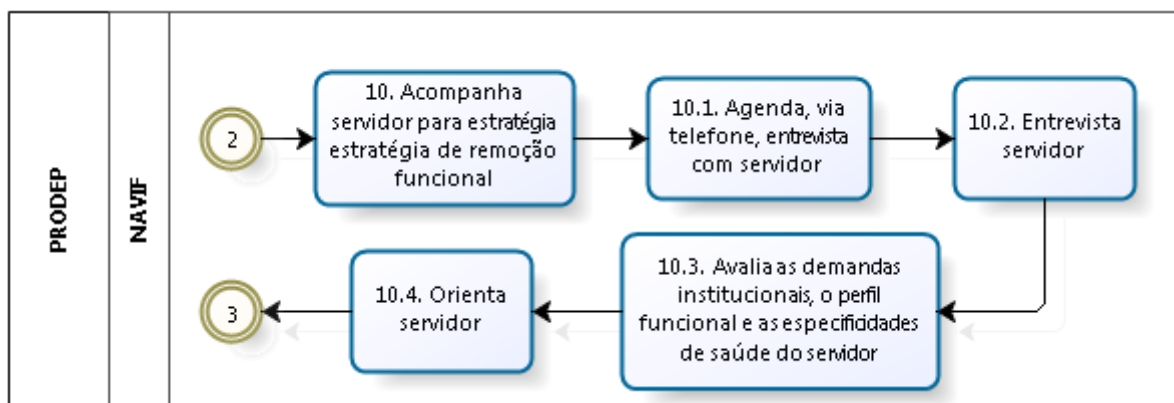 PRODEP
NAVIF
2
10. Acompanha
servidor para estratégia
estratégia de remoção
funcional
10.1. Agenda, via
telefone, entrevista
com servidor
10.2. Entrevista
servidor
10.3. Avalia as demandas
institucionais, o perfil
funcional e as especificidades
de saúde do servidor
10.4. Orienta
servidor
3